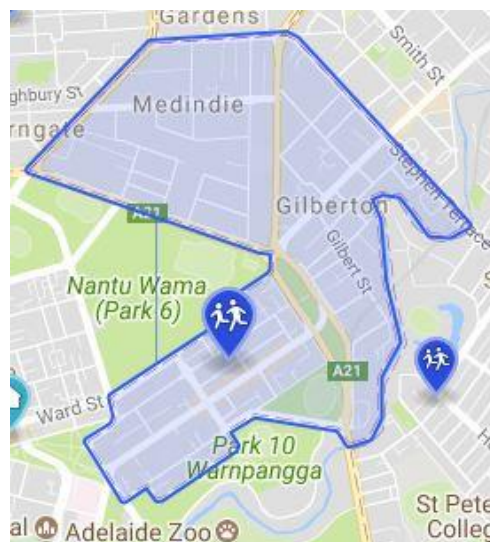 Gardens
Smith St
ghbury St
Medindie
rngate
Stephen Terrace
Gilberton
A21
Gilbert St
Nantu Wama
(Park 6)
A21
Ward St
Park 10
Warnpangga
St Pete
Colleg
al
Adelaide Zoo